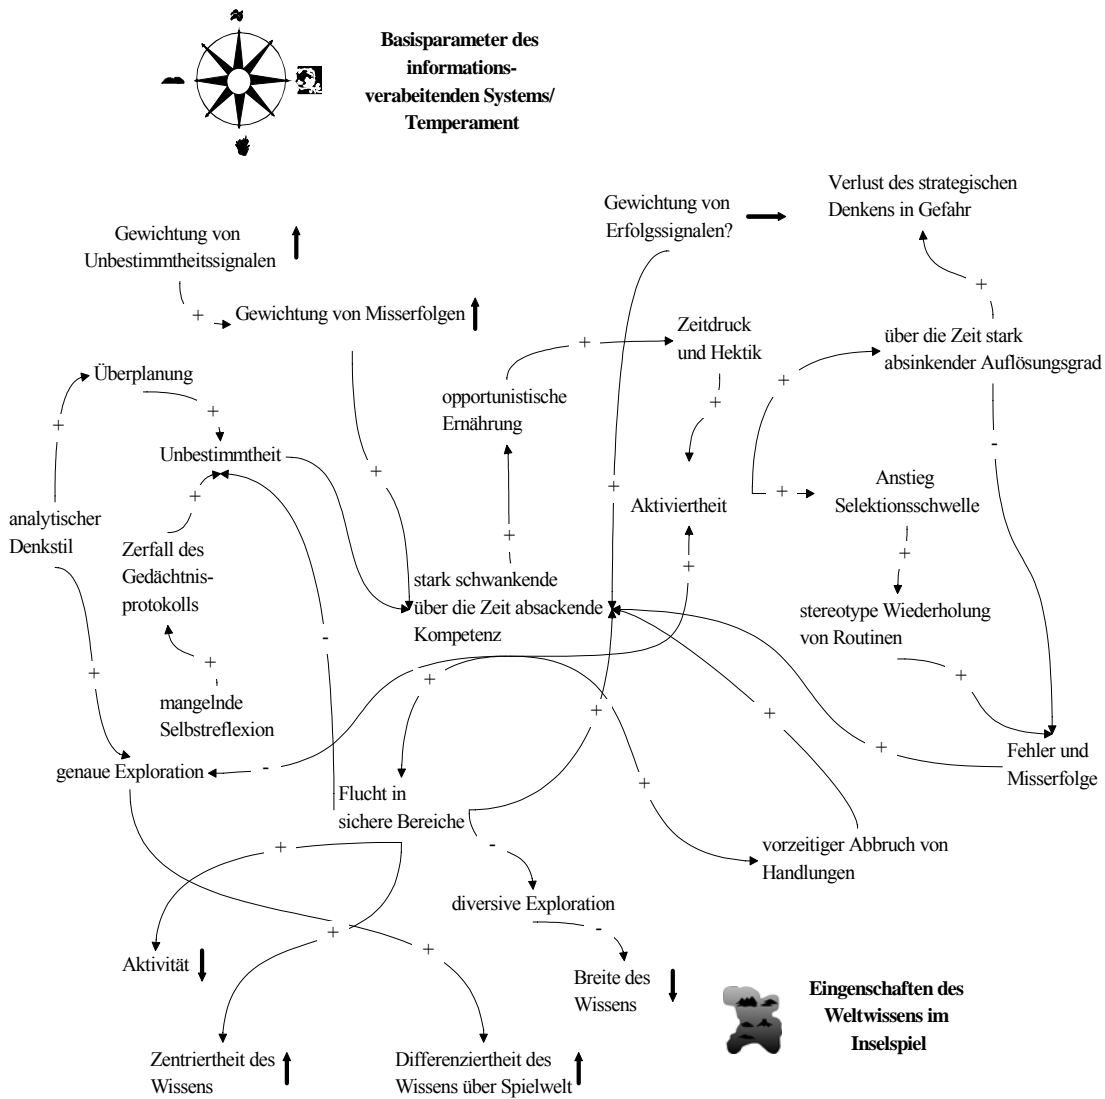 Basisparameter des
informations-
verabeitenden Systems/
Temperament
Verlust des strategischen
Denkens in Gefahr
Gewichtung von
Erfolgssignalen?
Gewichtung von
Unbestimmtheitssignalen
+
+
Gewichtung von Misserfolgen
Zeitdruck
und Hektik
über die Zeit stark
absinkender Auflösungsgrad
+
Überplanung
+
opportunistische
Ernährung
+
+
+
-
Unbestimmtheit
+
+
+
+
Anstieg
Selektionsschwelle
Aktiviertheit
analytischer
Denkstil
+
Zerfall des
Gedächtnis-
protokolls
+
+
stark schwankende
über die Zeit absackende
Kompetenz
stereotype Wiederholung
von Routinen
-
+
+
+
+
mangelnde
Selbstreflexion
+
+
Fehler und
Misserfolge
+
genaue Exploration
-
+
Flucht in
sichere Bereiche
+
-
vorzeitiger Abbruch von
Handlungen
diversive Exploration
+
+
-
Aktivität
Breite des
Wissens
Eingenschaften des
Weltwissens im
Inselspiel
Zentriertheit des
Wissens
Differenziertheit des
Wissens über Spielwelt